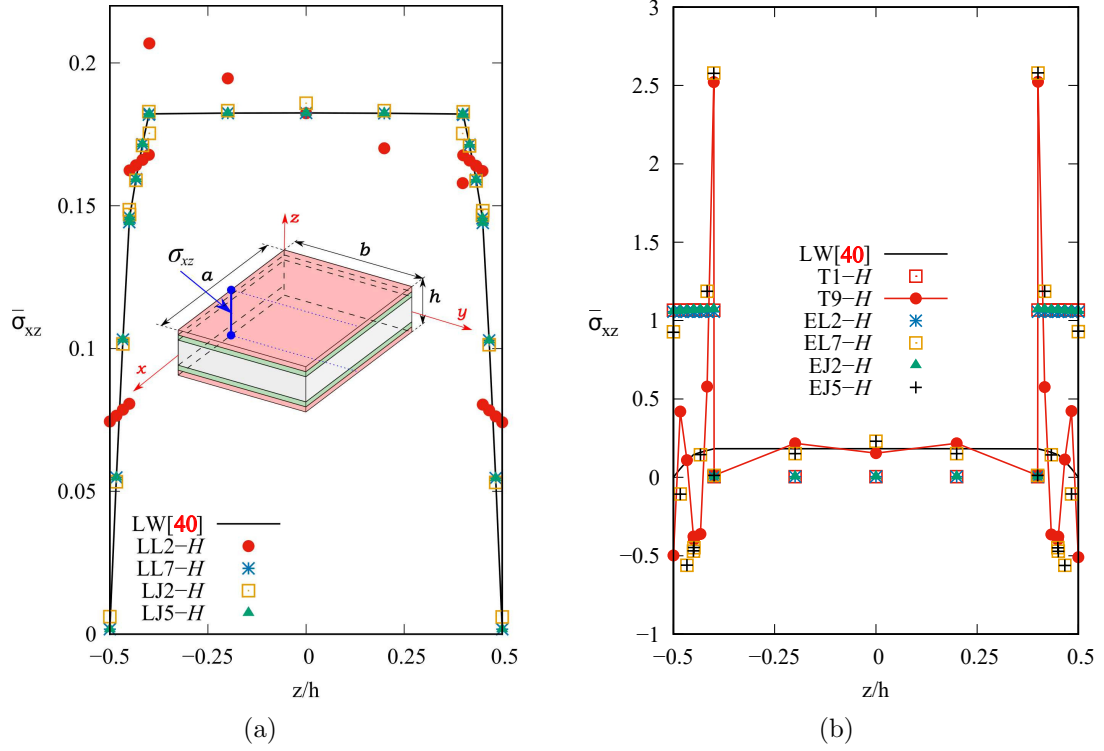 0.2
0.15
0.1
0.05
0
σ̄xz
−0.5
−0.25
0
0.25
0.5
z/h
LW[40]
LL2−H
LL7−H
LJ2−H
LJ5−H
σxz
a
b
h
z
y
x
(a)
3
2.5
2
1.5
1
0.5
0
−0.5
−1
σ̄xz
−0.5
−0.25
0
0.25
0.5
z/h
LW[40]
T1−H
T9−H
EL2−H
EL7−H
EJ2−H
EJ5−H
(b)